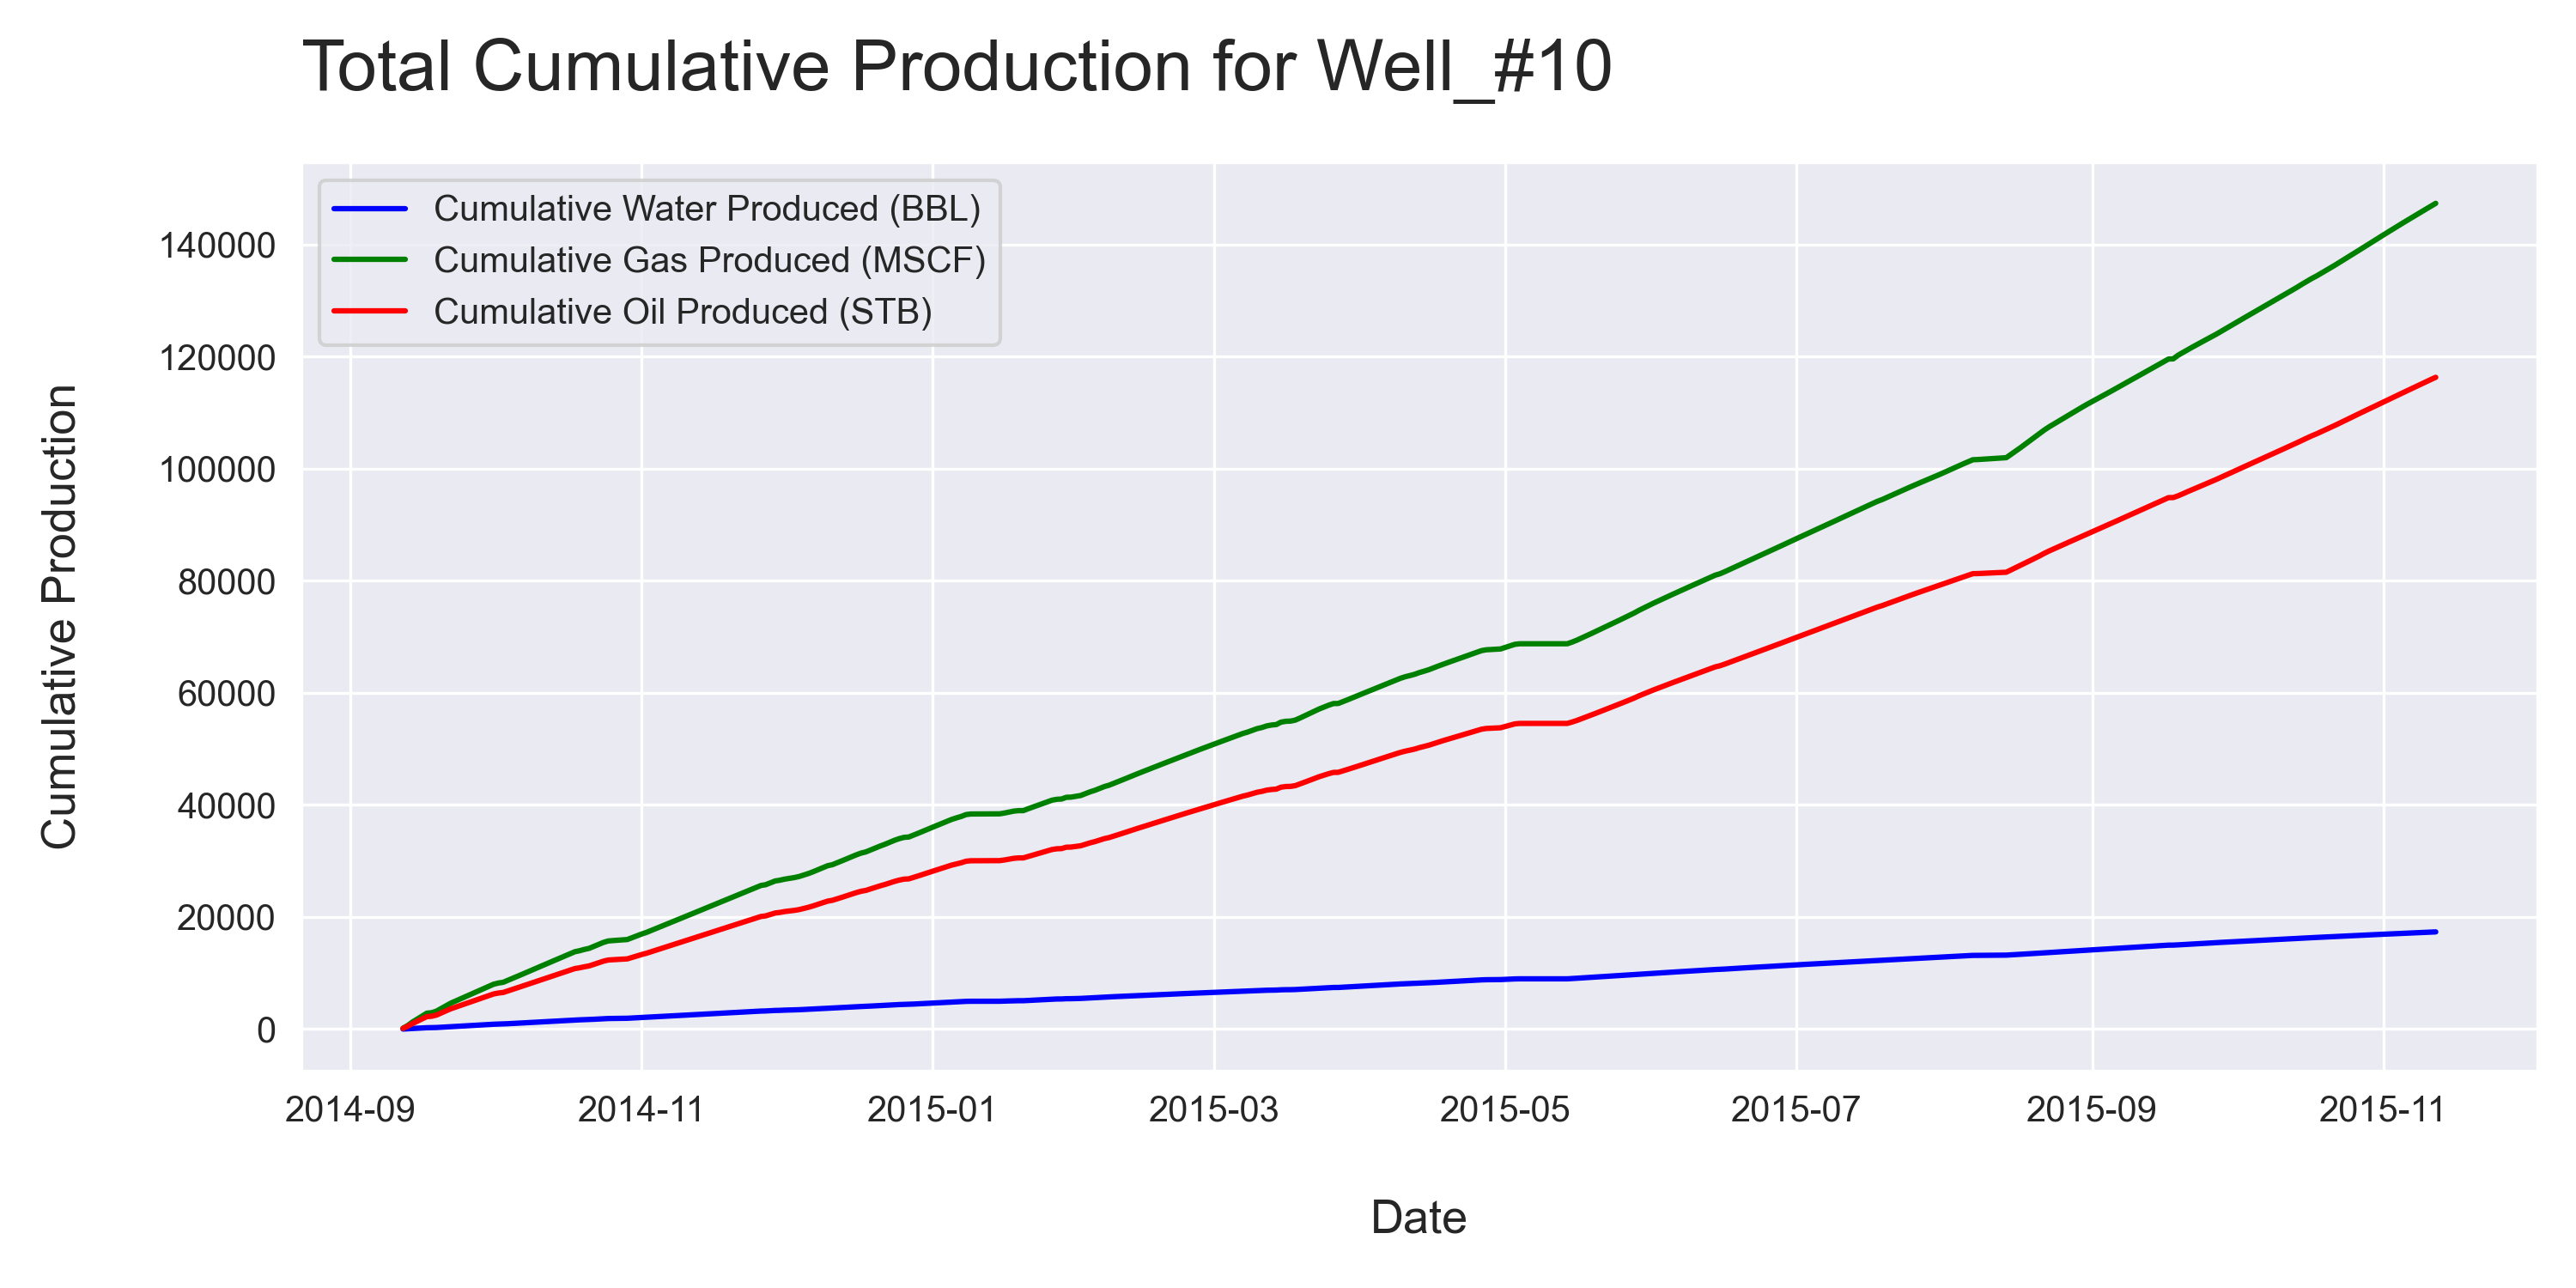 Total Cumulative Production for Well_#10
Cumulative Water Produced (BBL)
Cumulative Gas Produced (MSCF)
Cumulative Oil Produced (STB)
Cumulative Production
140000
120000
100000
80000
60000
40000
20000
0
2014-09 2014-11 2015-01 2015-03 2015-05 2015-07 2015-09 2015-11
Date